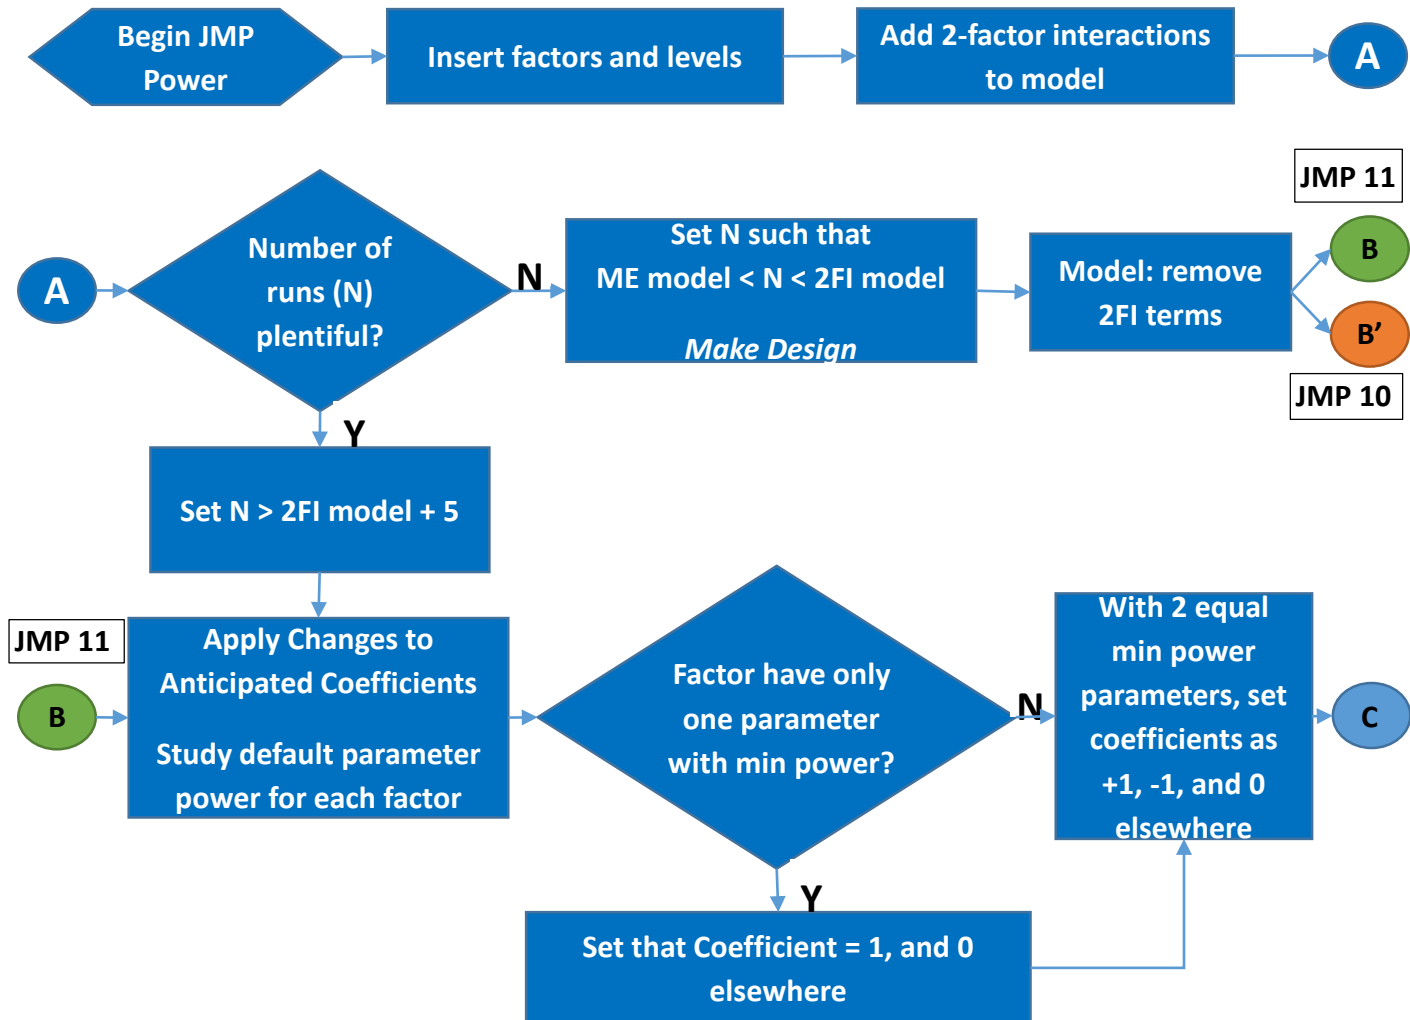 Begin JMP
Power
Insert factors and levels
Add 2-factor interactions
to model
A
JMP 11
A
Number of
runs (N)
plentiful?
N
Set N such that
ME model < N < 2FI model
Make Design
Model: remove
2FI terms
B
B’
JMP 10
Y
Set N > 2FI model + 5
JMP 11
B
Apply Changes to
Anticipated Coefficients
Study default parameter
power for each factor
Factor have only
one parameter
with min power?
N
With 2 equal
min power
parameters, set
coefficients as
+1, -1, and 0
elsewhere
C
Y
Set that Coefficient = 1, and 0
elsewhere